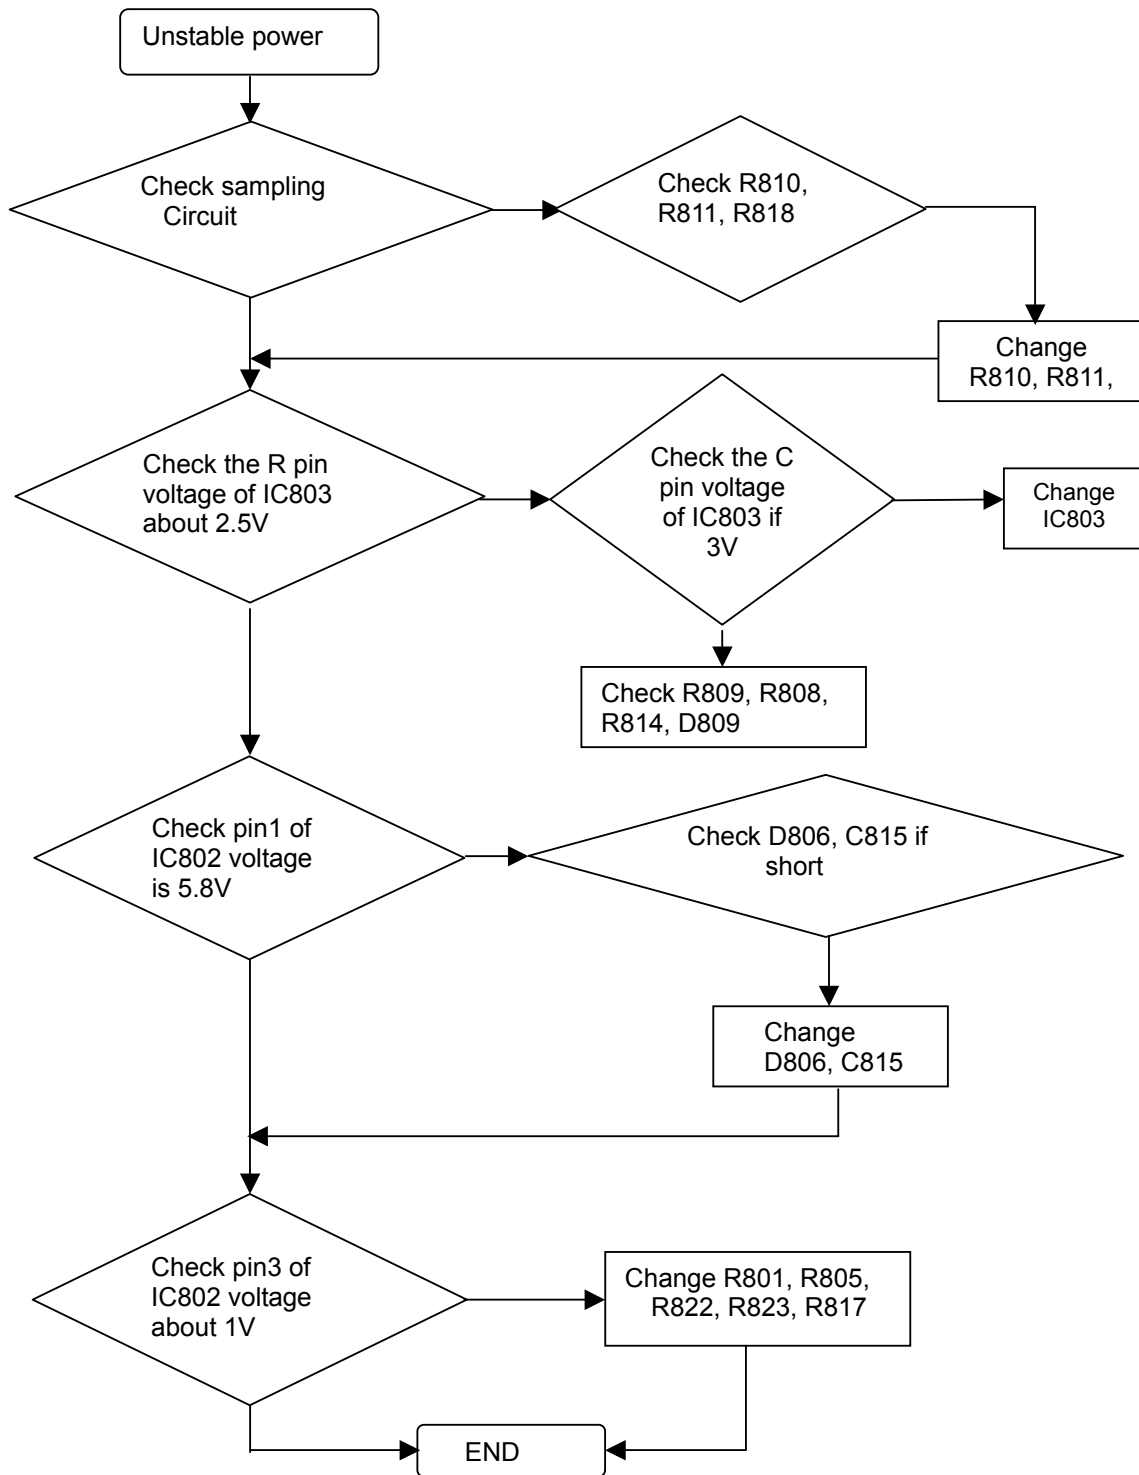 Unstable power
Check sampling
Circuit
Check R810,
R811, R818
Change
R810, R811,
Check the R pin
voltage of IC803
about 2.5V
Check the C
pin voltage
of IC803 if
3V
Change
IC803
Check R809, R808,
R814, D809
Check pin1 of
IC802 voltage
is 5.8V
Check D806, C815 if
short
Change
D806, C815
Check pin3 of
IC802 voltage
about 1V
Change R801, R805,
R822, R823, R817
END